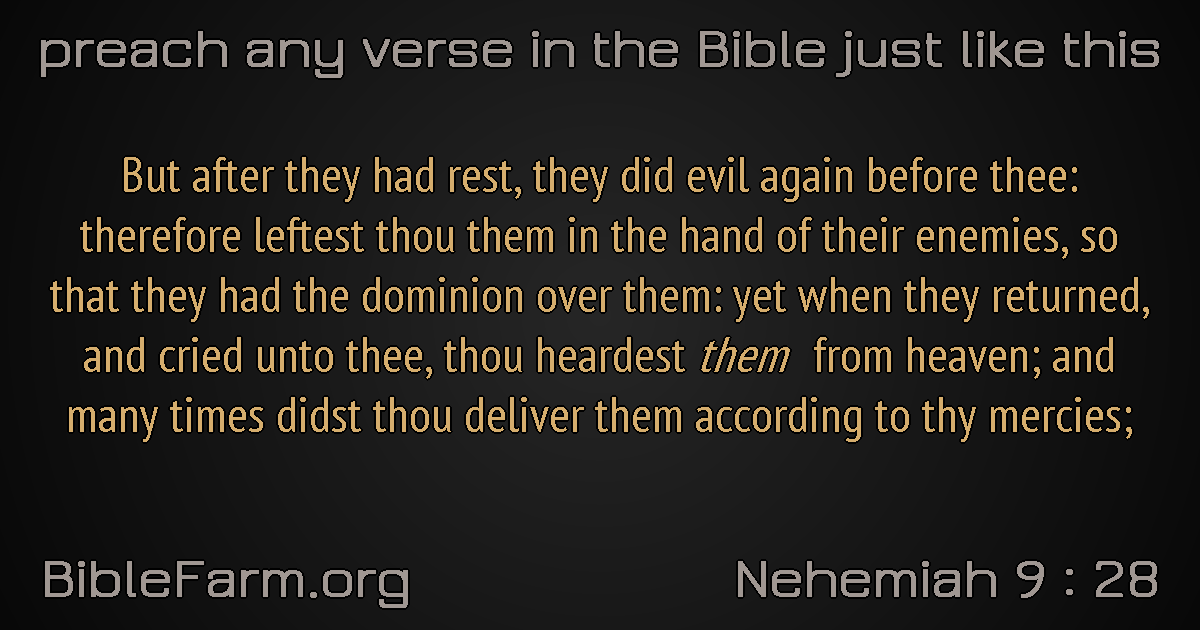 preach any verse in the Bible just like this
But after they had rest, they did evil again before thee:
therefore leftest thou them in the hand of their enemies, so
that they had the dominion over them: yet when they returned,
and cried unto thee, thou heardest them from heaven; and
many times didst thou deliver them according to thy mercies;
BibleFarm.org
Nehemiah 9 : 28